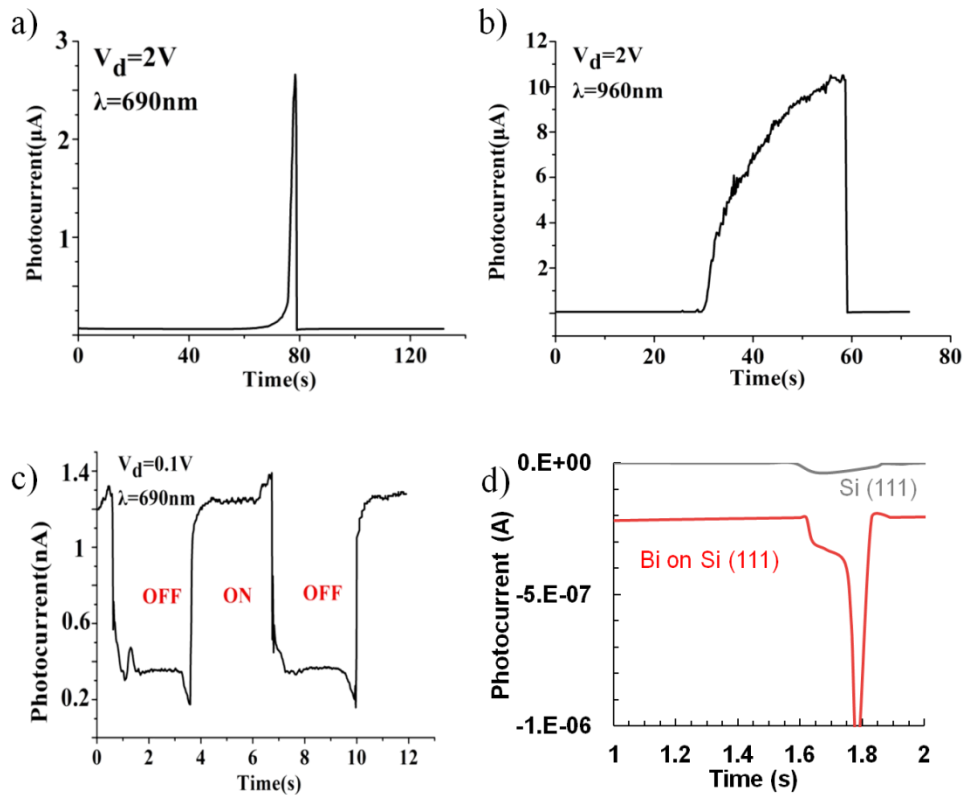 a)
V_d=2V
λ=690nm
3
2
1
Photocurrent(μA)
0 40 80 120
Time(s)
b)
V_d=2V
λ=960nm
12
10
8
6
4
2
Photocurrent(μA)
0 20 40 60 80
Time(s)
c)
V_d=0.1V
λ=690nm
1.4
1
0.6
0.2
Photocurrent(nA)
OFF ON OFF
0 2 4 6 8 10 12
Time(s)
d)
0.E+00
-5.E-07
-1.E-06
Photocurrent (A)
Si (111)
Bi on Si (111)
1 1.2 1.4 1.6 1.8 2
Time (s)